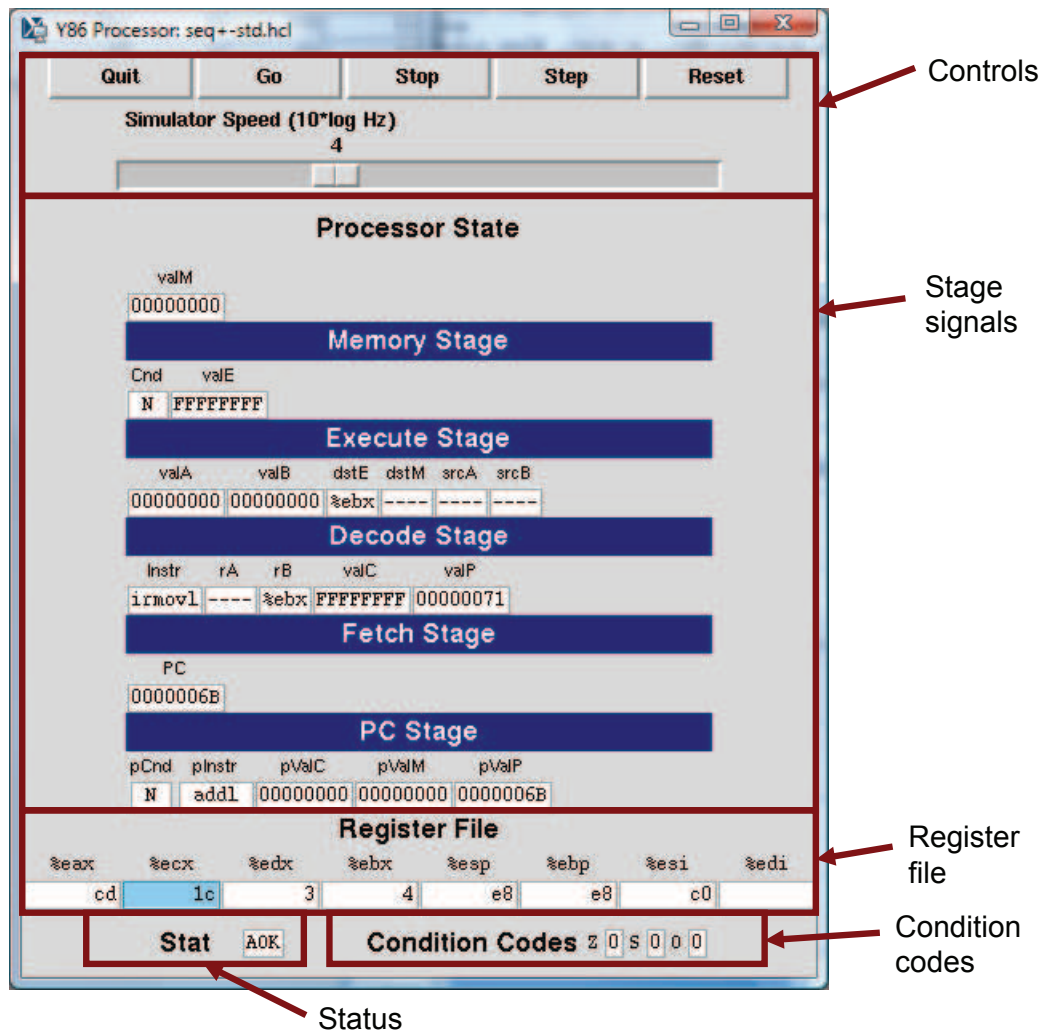 Y86 Processor: seq+-std.hcl
Quit Go Stop Step Reset
Controls
Simulator Speed (10*log Hz)
4
Processor State
valM
00000000
Stage
signals
Memory Stage
Cnd valE
N FFFFFFFF
Execute Stage
valA valB dstE dstM srcA srcB
00000000 00000000 %ebx ---- ---- ----
Decode Stage
Instr rA rB valC valP
irmovl ---- %ebx FFFFFFFF 00000071
Fetch Stage
PC
0000006B
PC Stage
pCnd pInstr pValC pValM pValP
N addl 00000000 00000000 0000006B
Register File
Register
file
%eax %ecx %edx %ebx %esp %ebp %esi %edi
cd 1c 3 4 e8 e8 c0
Stat AOK Condition Codes Z 0 S 0 O 0
Condition
codes
Status